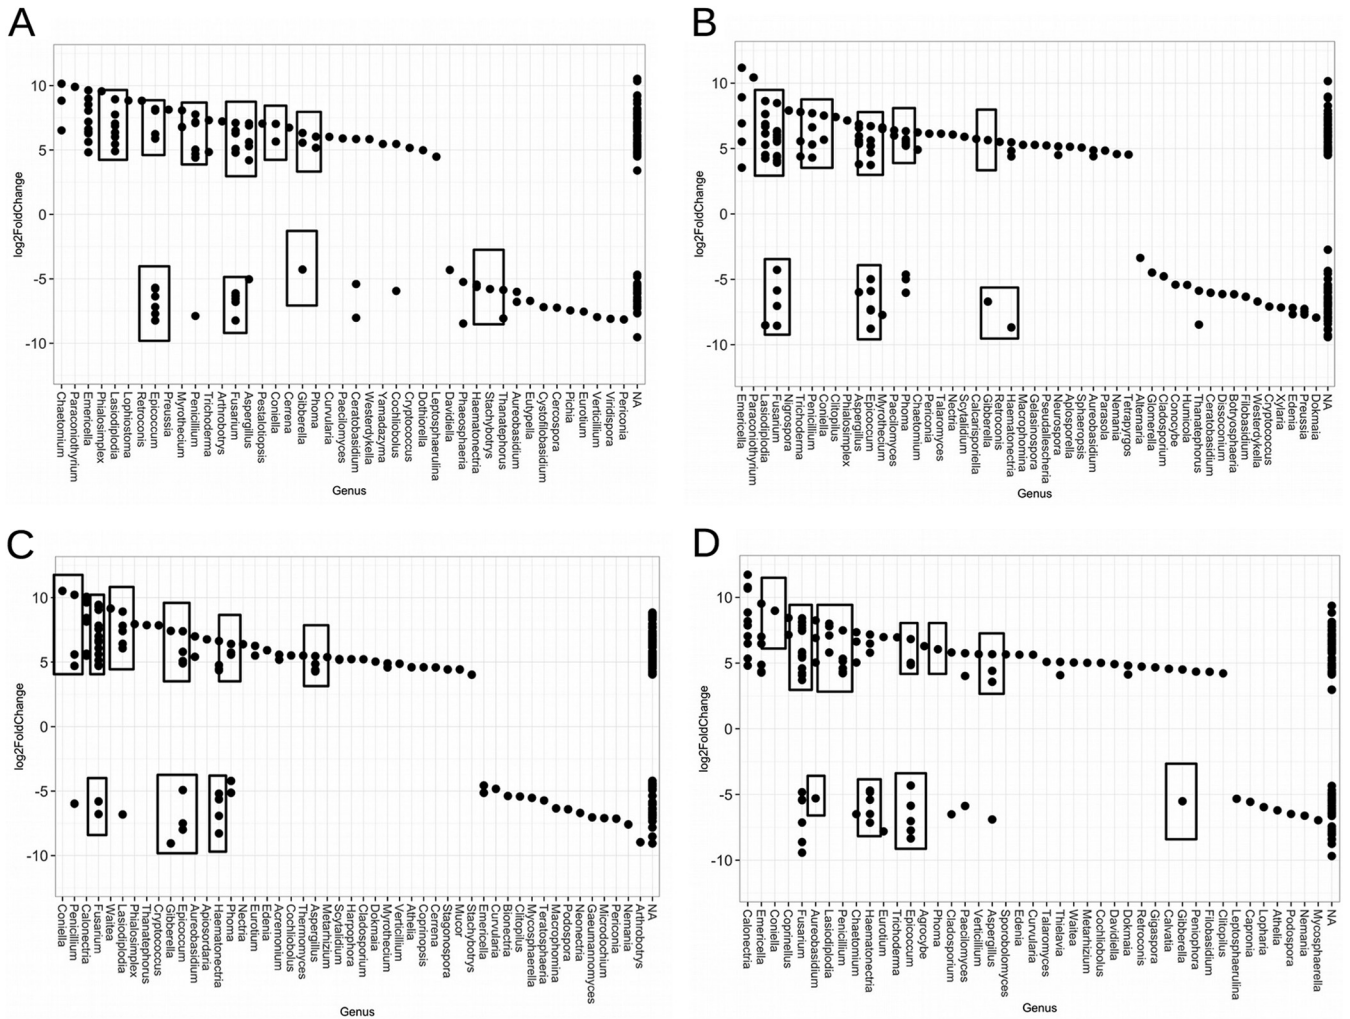 A
10
5
0
-5
-10
log2FoldChange
Chaetomium
Paraconiothyrium
Emericella
Phialosimplex
Lasiodiplodia
Lophiostoma
Retroconis
Epicoccum
Preussia
Myrothecium
Penicillium
Trichoderma
Arthrobotrys
Fusarium
Aspergillus
Pestalotiopsis
Coniella
Cerrena
Gibberella
Phoma
Curvularia
Paecilomyces
Ceratobasidium
Westerdykella
Yamadazyma
Cochliobolus
Cryptococcus
Dothiorella
Leptosphaerulina
Davidiella
Phaeosphaeria
Haematonectria
Stachybotrys
Thanatephorus
Aureobasidium
Eutypella
Cystofilobasidium
Cercospora
Pichia
Eurotium
Verticillium
Viridispora
Periconia
NA
Genus
B
10
5
0
-5
-10
log2FoldChange
Emericella
Paraconiothyrium
Lasiodiplodia
Fusarium
Nigrospora
Trichoderma
Penicillium
Coniella
Clitopilus
Phialosimplex
Aspergillus
Epicoccum
Myrothecium
Paecilomyces
Phoma
Chaetomium
Periconia
Talaromyces
Nectria
Scytalidium
Calcarisporiella
Gibberella
Retroconis
Haematonectria
Macrophomina
Gelasinospora
Pseudallescheria
Neurospora
Aplosporella
Sphaeropsis
Aureobasidium
Parasola
Nemania
Tetrapyrgos
Alternaria
Glomerella
Cladosporium
Conocybe
Humicola
Thanatephorus
Ceratobasidium
Dissoconium
Botryosphaeria
Filobasidium
Westerdykella
Cryptococcus
Xylaria
Edenia
Preussia
Dokmaia
NA
Genus
C
10
5
0
-5
-10
log2FoldChange
Coniella
Penicillium
Calonectria
Fusarium
Waitea
Lasiodiplodia
Phialosimplex
Thanatephorus
Cryptococcus
Gibberella
Epicoccum
Aureobasidium
Apiosordaria
Haematonectria
Phoma
Nectria
Eurotium
Edenia
Acremonium
Cochliobolus
Thermomyces
Aspergillus
Metarhizium
Scytalidium
Harpophora
Cladosporium
Dokmaia
Myrothecium
Verticillium
Athelia
Coprinopsis
Cerrena
Stagonospora
Mucor
Stachybotrys
Emericella
Curvularia
Bionectria
Clitopilus
Mycosphaerella
Teratosphaeria
Macrophomina
Podospora
Neonectria
Gaeumannomyces
Microdochium
Periconia
Nemania
Arthrobotrys
NA
Genus
D
10
5
0
-5
-10
log2FoldChange
Calonectria
Emericella
Coniella
Coprinellus
Fusarium
Aureobasidium
Lasiodiplodia
Penicillium
Chaetomium
Haematonectria
Eurotium
Trichoderma
Epicoccum
Agrocybe
Phoma
Cladosporium
Paecilomyces
Verticillium
Aspergillus
Sporobolomyces
Edenia
Curvularia
Talaromyces
Thielavia
Waitea
Metarhizium
Cochliobolus
Davidiella
Dokmaia
Retroconis
Gigaspora
Calvatia
Gibberella
Peniophora
Filobasidium
Clitopilus
Leptosphaerulina
Capronia
Lopharia
Athelia
Podospora
Nemania
Mycosphaerella
NA
Genus